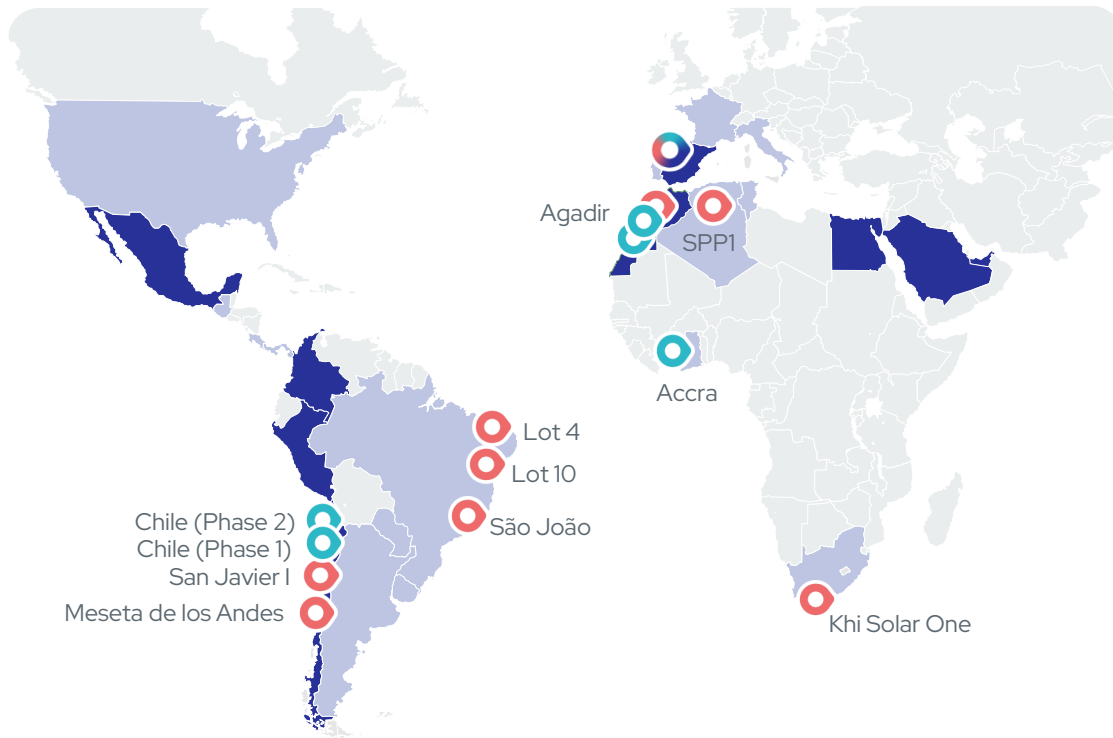 Agadir
SPP1
Accra
Lot 4
Lot 10
São João
Chile (Phase 2)
Chile (Phase 1)
San Javier I
Meseta de los Andes
Khi Solar One